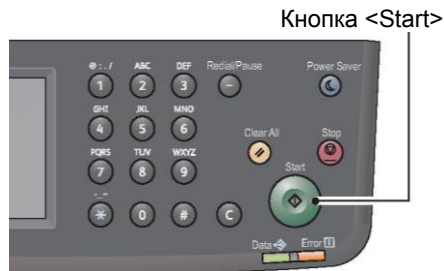 Кнопка <Start>
@:./ ABC DEF Redial/Pause Power Saver
1 2 3 -
GHI JKL MNO
4 5 6 Clear All Stop
PQRS TUV WXYZ Start
7 8 9
-_~
* 0 # C
Data Error